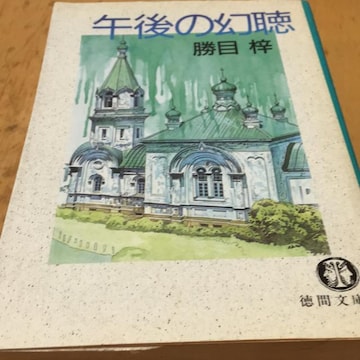 午後の幻聴
勝目 梓
徳間文庫